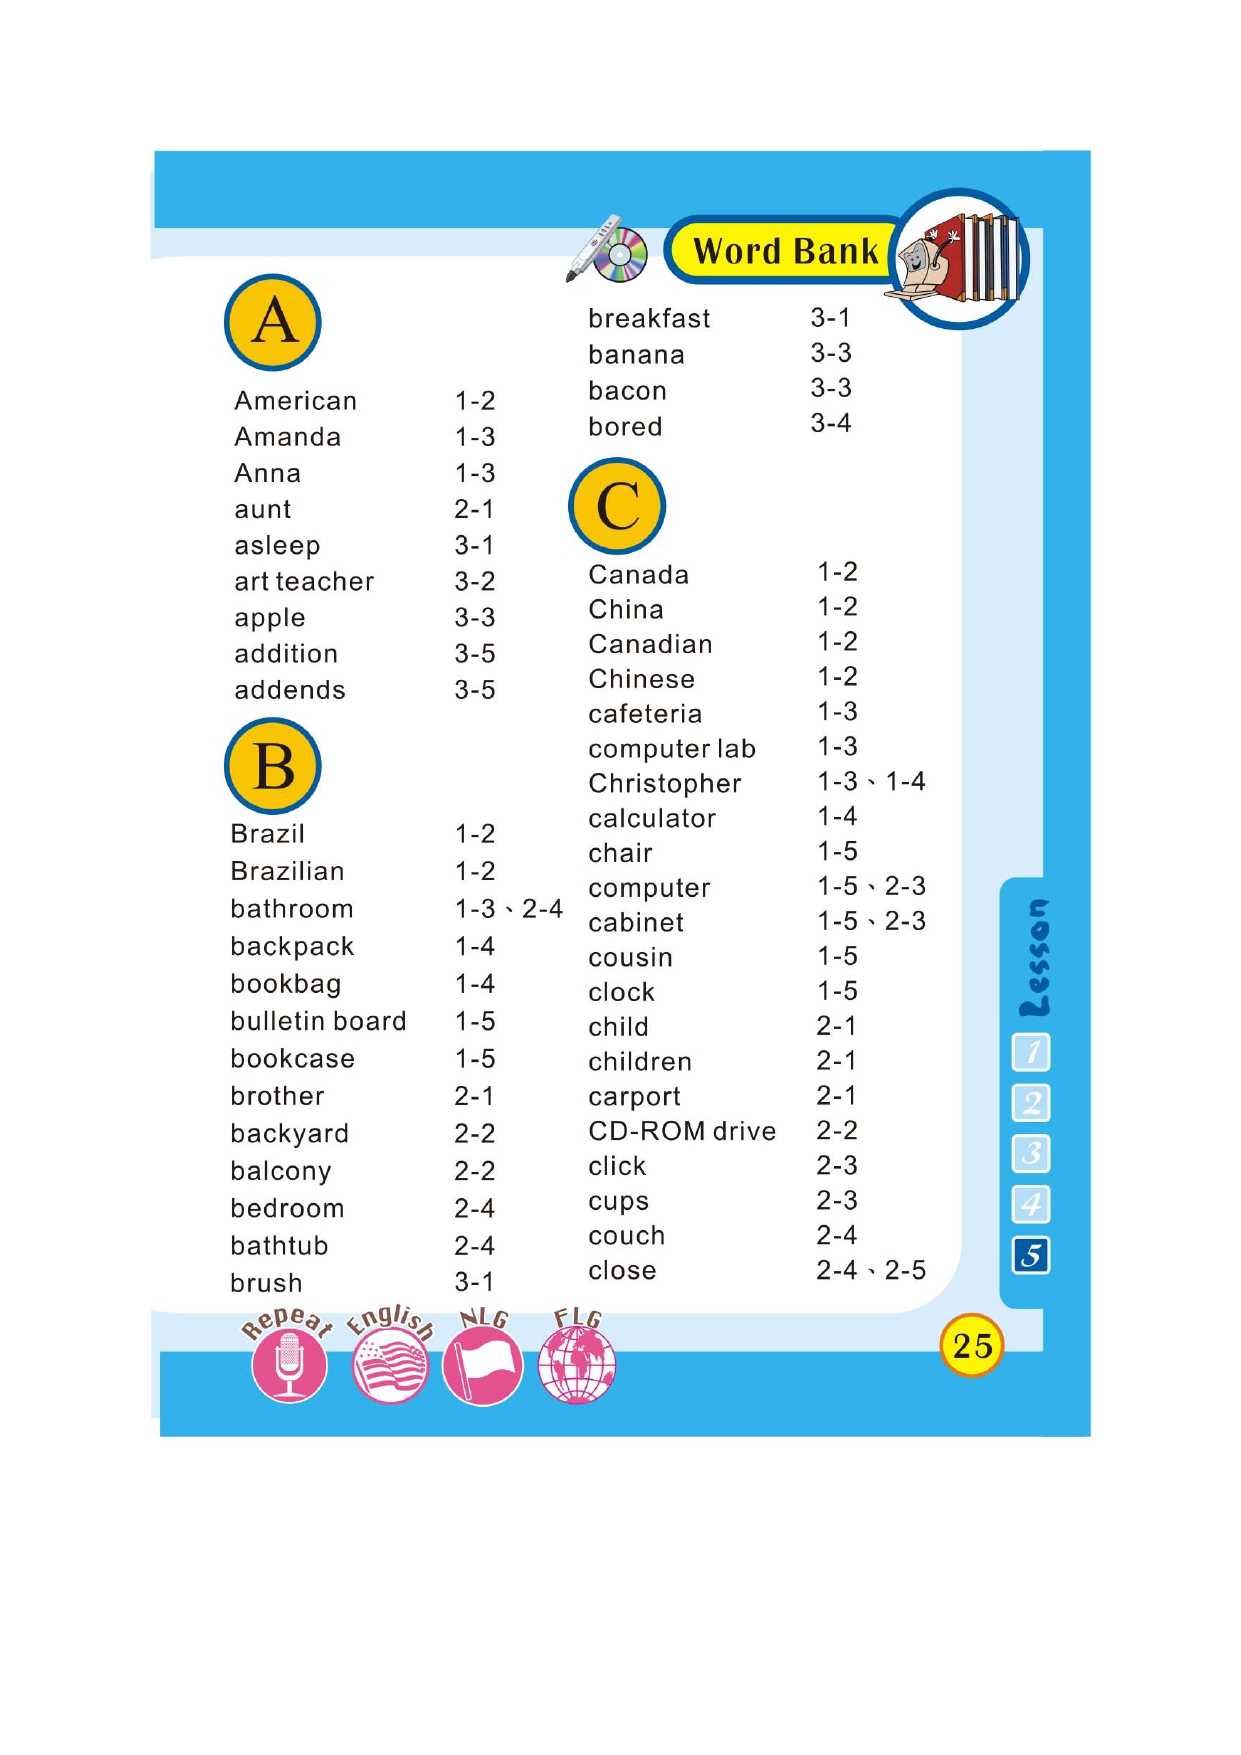 Word Bank
A
American 1-2
Amanda 1-3
Anna 1-3
aunt 2-1
asleep 3-1
art teacher 3-2
apple 3-3
addition 3-5
addends 3-5
B
Brazil 1-2
Brazilian 1-2
bathroom 1-3、2-4
backpack 1-4
bookbag 1-4
bulletin board 1-5
bookcase 1-5
brother 2-1
backyard 2-2
balcony 2-2
bedroom 2-4
bathtub 2-4
brush 3-1
breakfast 3-1
banana 3-3
bacon 3-3
bored 3-4
C
Canada 1-2
China 1-2
Canadian 1-2
Chinese 1-2
cafeteria 1-3
computer lab 1-3
Christopher 1-3、1-4
calculator 1-4
chair 1-5
computer 1-5、2-3
cabinet 1-5、2-3
cousin 1-5
clock 1-5
child 2-1
children 2-1
carport 2-1
CD-ROM drive 2-2
click 2-3
cups 2-3
couch 2-4
close 2-4、2-5
Lesson
1
2
3
4
5
Repeat English NLG FLG
25